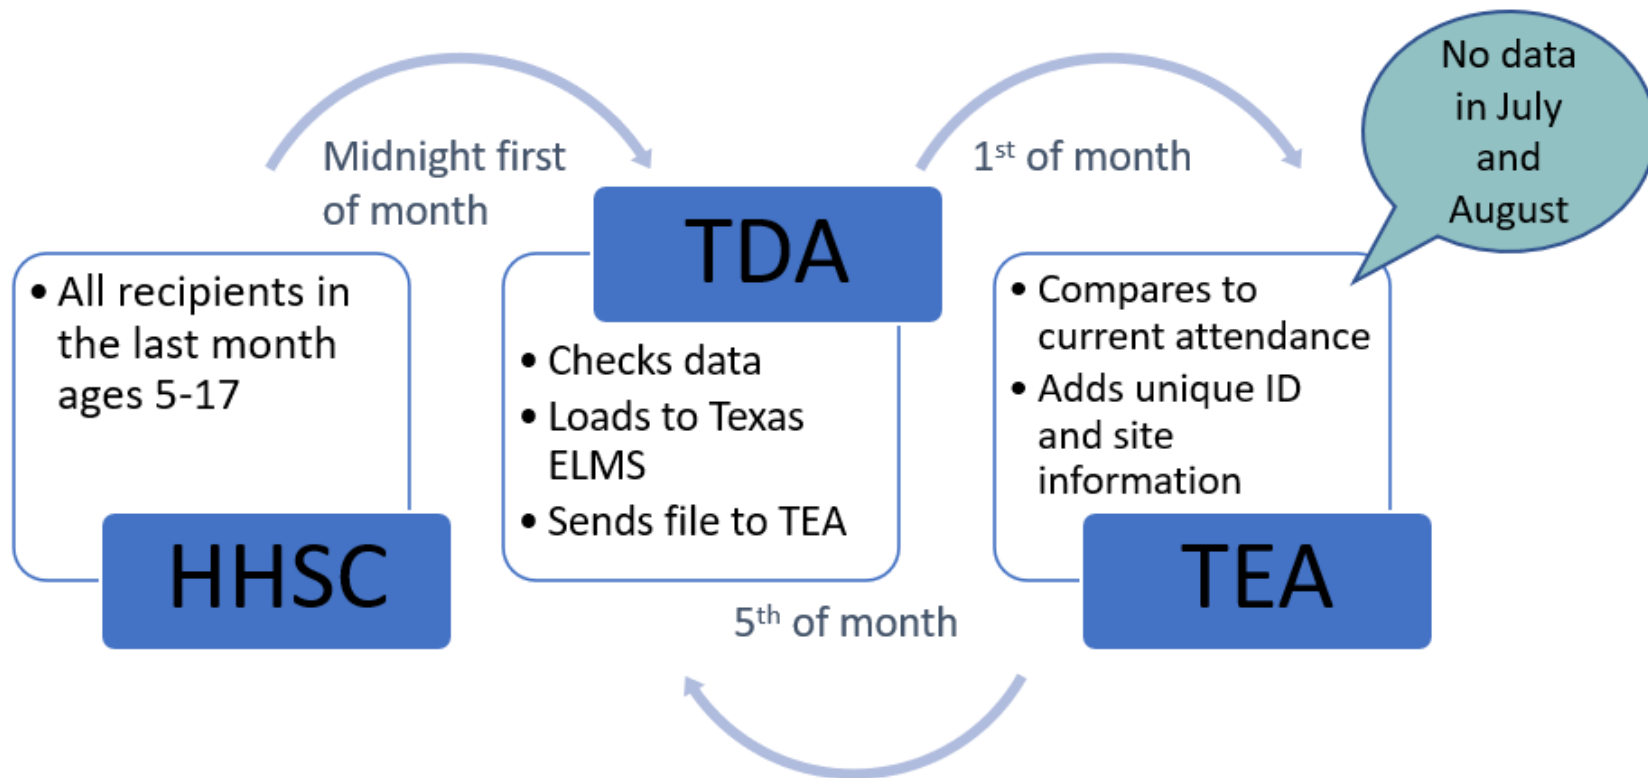 Midnight first
of month
1st of month
No data
in July
and
August
• All recipients in
the last month
ages 5-17
HHSC
TDA
• Checks data
• Loads to Texas
ELMS
• Sends file to TEA
• Compares to
current attendance
• Adds unique ID
and site
information
TEA
5th of month